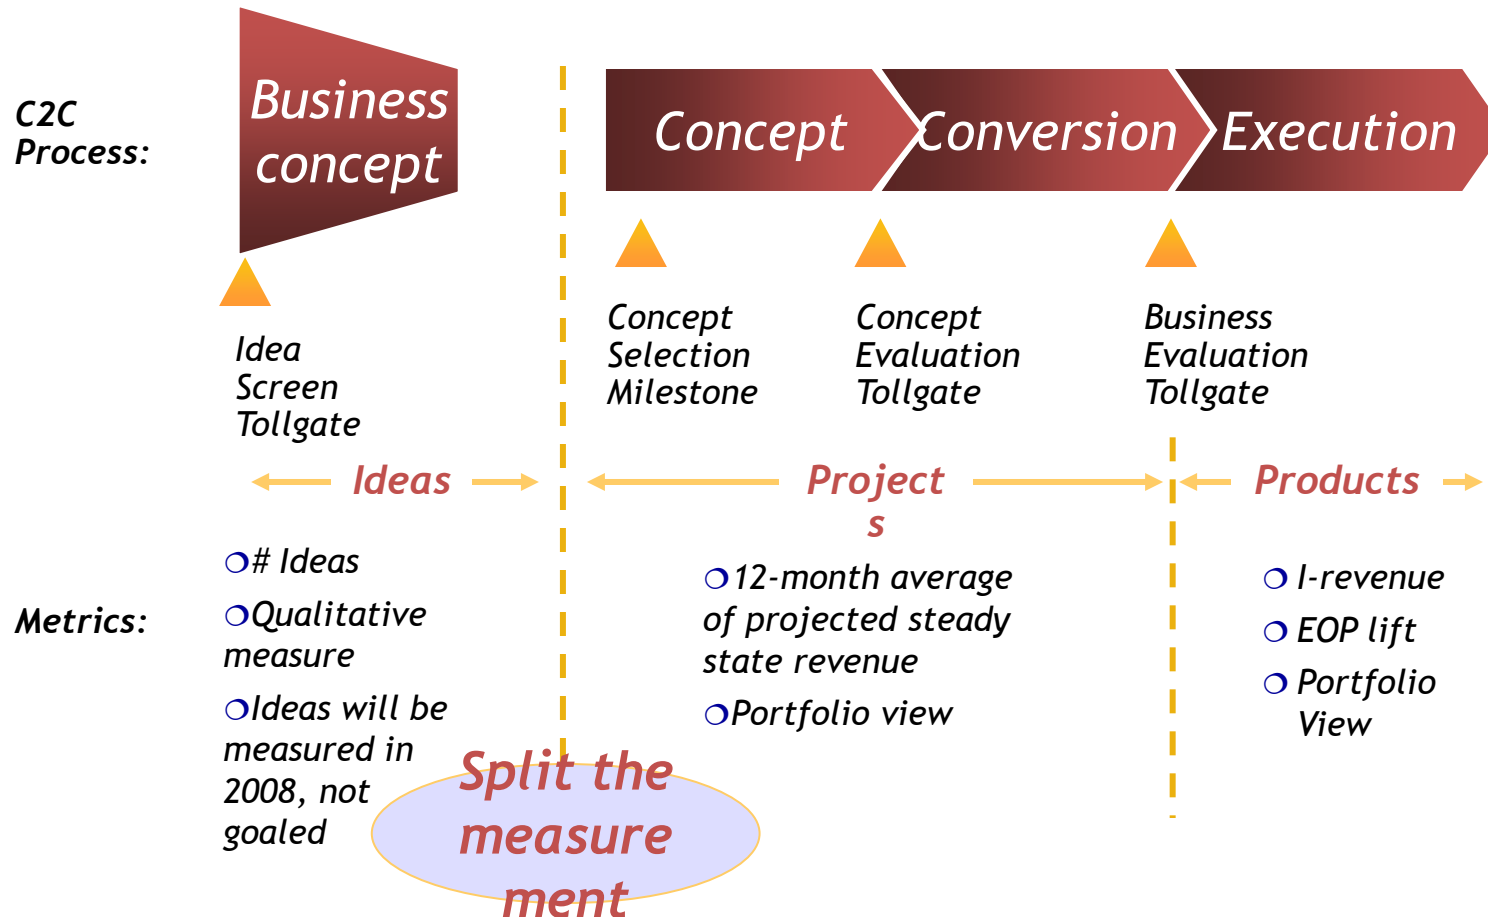 C2C
Process:
Business
concept
Concept
Conversion
Execution
Idea
Screen
Tollgate
Concept
Selection
Milestone
Concept
Evaluation
Tollgate
Business
Evaluation
Tollgate
Ideas
Project
s
Products
Metrics:
# Ideas
Qualitative
measure
Ideas will be
measured in
2008, not
goaled
12-month average
of projected steady
state revenue
Portfolio view
I-revenue
EOP lift
Portfolio
View
Split the
measure
ment